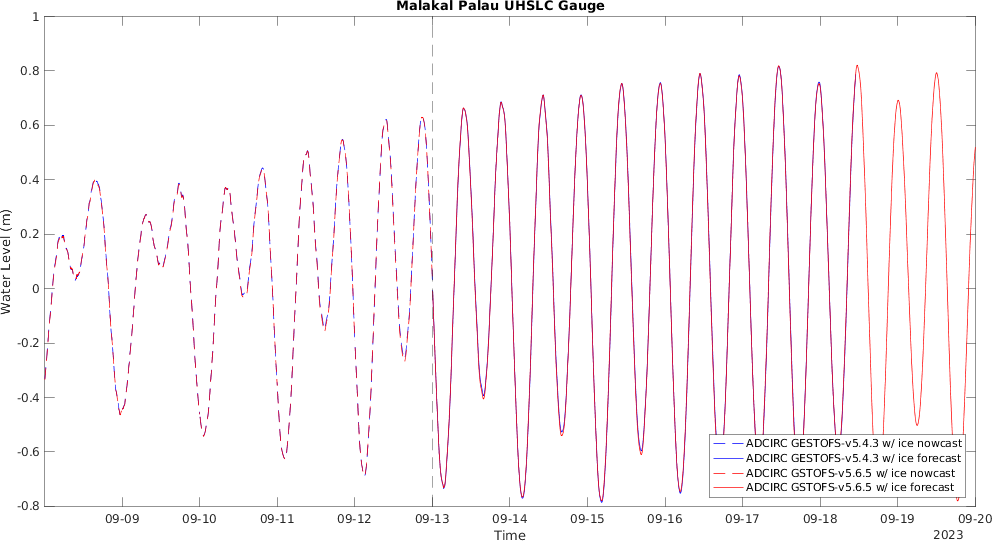 Malakal Palau UHSLC Gauge
1
0.8
0.6
0.4
0.2
0
-0.2
-0.4
-0.6
-0.8
Water Level (m)
ADCIRC GESTOFS-v5.4.3 w/ ice nowcast
ADCIRC GESTOFS-v5.4.3 w/ ice forecast
ADCIRC GSTOFS-v5.6.5 w/ ice nowcast
ADCIRC GSTOFS-v5.6.5 w/ ice forecast
09-09 09-10 09-11 09-12 09-13 09-14 09-15 09-16 09-17 09-18 09-19 09-20
Time
2023